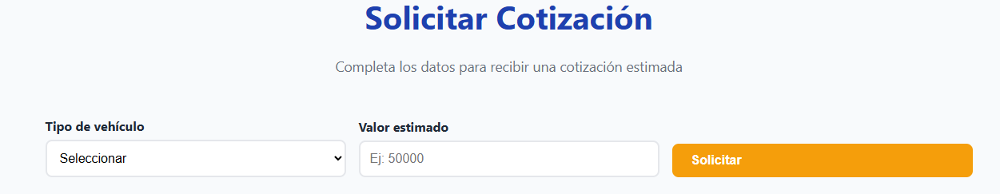 Solicitar Cotización
Completa los datos para recibir una cotización estimada
Tipo de vehículo
Valor estimado
Seleccionar
Ej: 50000
Solicitar